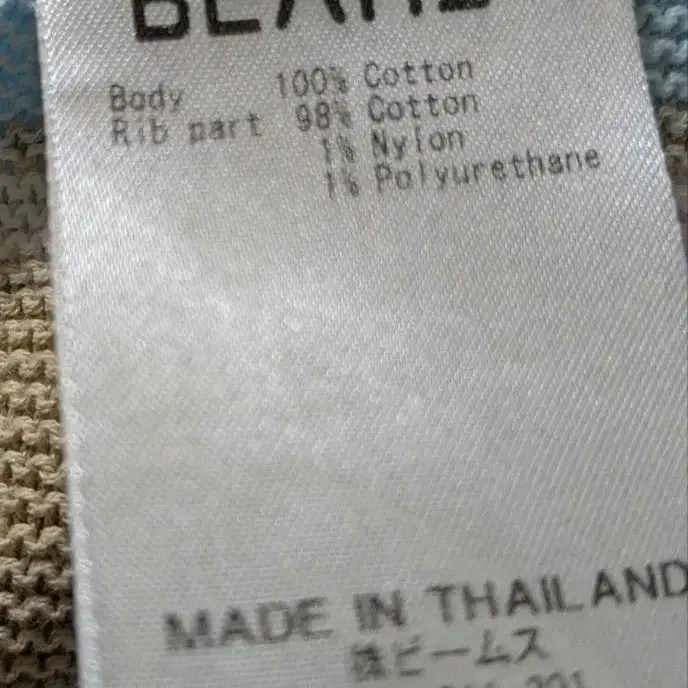 BEAMS
Body 100% Cotton
Rib part 98% Cotton
1% Nylon
1% Polyurethane
MADE IN THAILAND
㈱ビームス